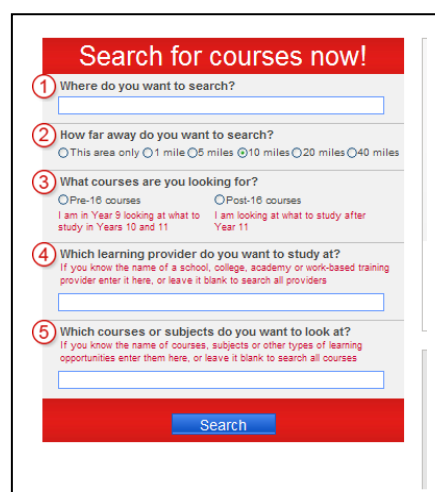 Search for courses now!
1 Where do you want to search?
2 How far away do you want to search?
This area only 1 mile 5 miles 10 miles 20 miles 40 miles
3 What courses are you looking for?
Pre-16 courses Post-16 courses
I am in Year 9 looking at what to I am looking at what to study after
study in Years 10 and 11 Year 11
4 Which learning provider do you want to study at?
If you know the name of a school, college, academy or work-based training
provider enter it here, or leave it blank to search all providers
5 Which courses or subjects do you want to look at?
If you know the name of courses, subjects or other types of learning
opportunities enter them here, or leave it blank to search all courses
Search